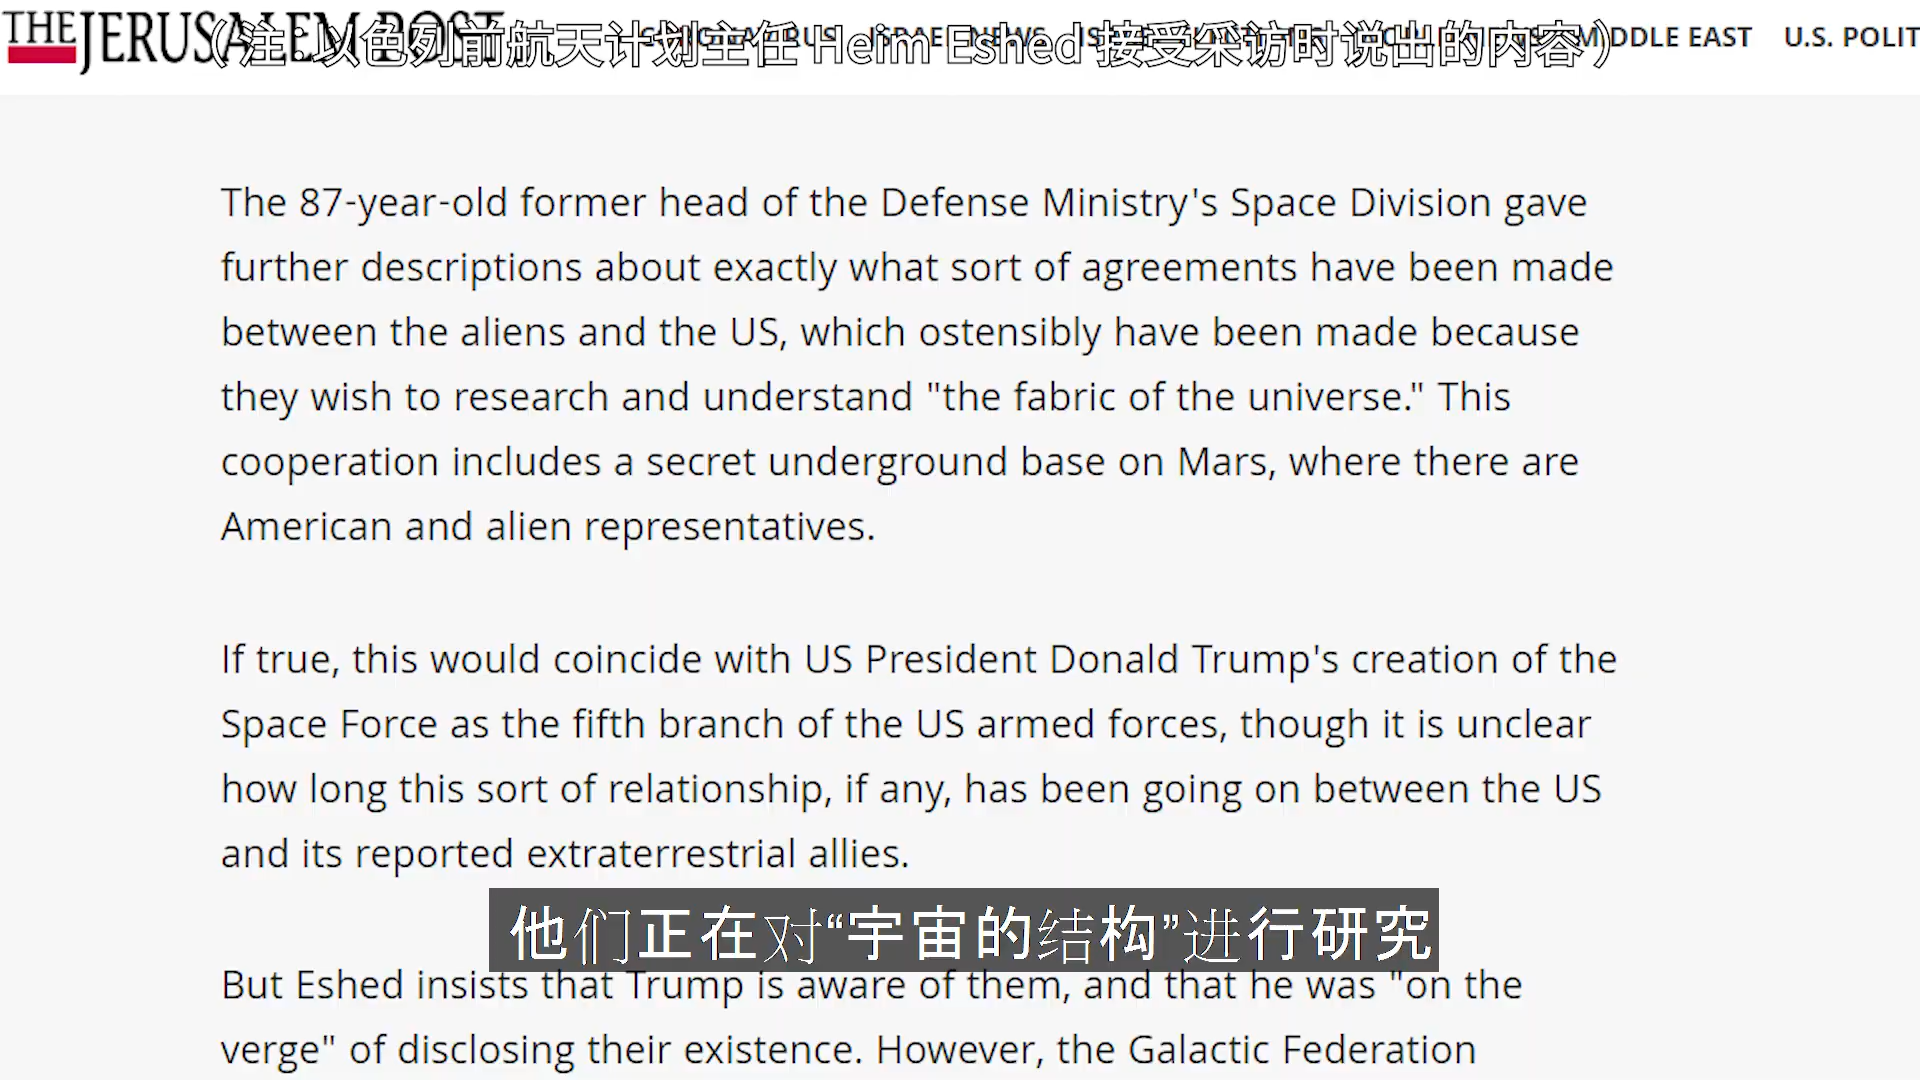 THE JERUSALEM POST
（注：以色列前航天计划主任 Heim Eshed 接受采访时说出的内容）
MIDDLE EAST U.S. POLIT
The 87-year-old former head of the Defense Ministry's Space Division gave
further descriptions about exactly what sort of agreements have been made
between the aliens and the US, which ostensibly have been made because
they wish to research and understand "the fabric of the universe." This
cooperation includes a secret underground base on Mars, where there are
American and alien representatives.
If true, this would coincide with US President Donald Trump's creation of the
Space Force as the fifth branch of the US armed forces, though it is unclear
how long this sort of relationship, if any, has been going on between the US
and its reported extraterrestrial allies.
他们正在对“宇宙的结构”进行研究
But Eshed insists that Trump is aware of them, and that he was "on the
verge" of disclosing their existence. However, the Galactic Federation